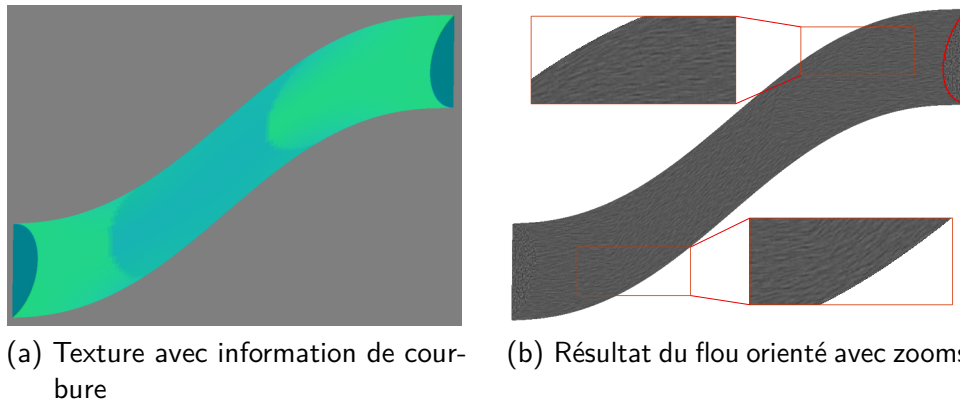 (a) Texture avec information de cour-
bure
(b) Résultat du flou orienté avec zooms